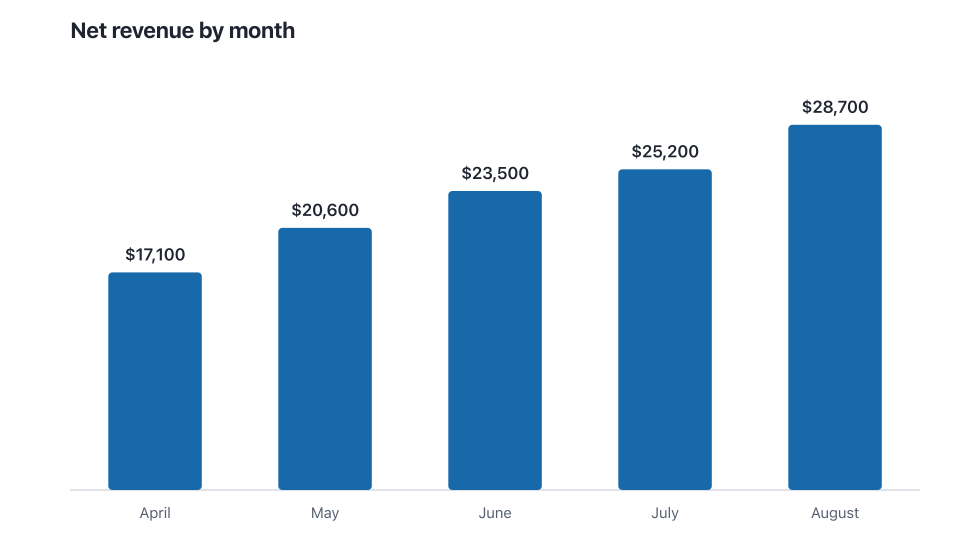 Net revenue by month
$17,100
$20,600
$23,500
$25,200
$28,700
April
May
June
July
August